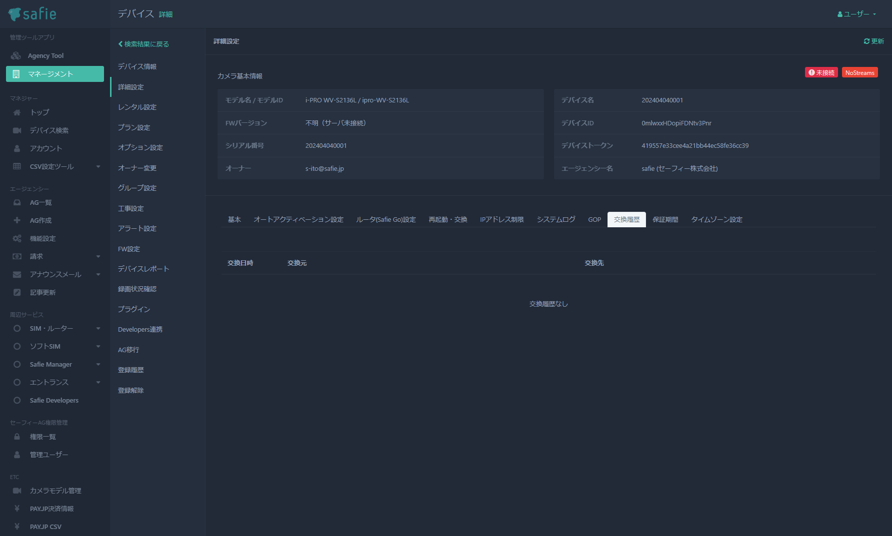 safie
デバイス 詳細
ユーザー
管理ツールアプリ
Agency Tool
マネージメント
マネジャー
トップ
デバイス検索
アカウント
CSV設定ツール
エージェンシー
AG一覧
AG作成
機能設定
請求
アナウンスメール
記事更新
周辺サービス
SIM・ルーター
ソフトSIM
Safie Manager
エントランス
Safie Developers
セーフィーAG権限管理
権限一覧
管理ユーザー
ETC
カメラモデル管理
PAY.JP決済情報
PAY.JP CSV
検索結果に戻る
デバイス情報
詳細設定
レンタル設定
プラン設定
オプション設定
オーナー変更
グループ設定
工事設定
アラート設定
FW設定
デバイスレポート
録画状況確認
プラグイン
Developers連携
AG移行
登録履歴
登録解除
詳細設定
更新
カメラ基本情報
未接続 NoStreams
モデル名 / モデルID i-PRO WV-S2136L / ipro-WV-S2136L
FWバージョン 不明（サーバ未接続）
シリアル番号 202404040001
オーナー s-ito@safie.jp
デバイス名 202404040001
デバイスID
デバイストークン 419557e33cee4a21bb44ec58fe36cc39
エージェンシー名 safie (セーフィー株式会社)
基本 オートアクティベーション設定 ルータ(Safie Go)設定 再起動・交換 IPアドレス制限 システムログ GOP 交換履歴 保証期間 タイムゾーン設定
交換日時 交換元 交換先
交換履歴なし